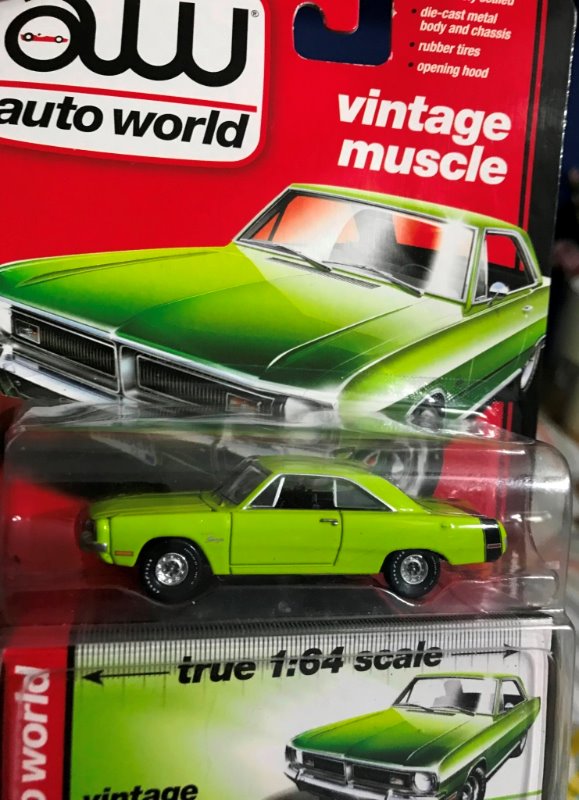 aw®
auto world
• die-cast metal
body and chassis
• rubber tires
• opening hood
vintage
muscle
true 1:64 scale
world
vintage